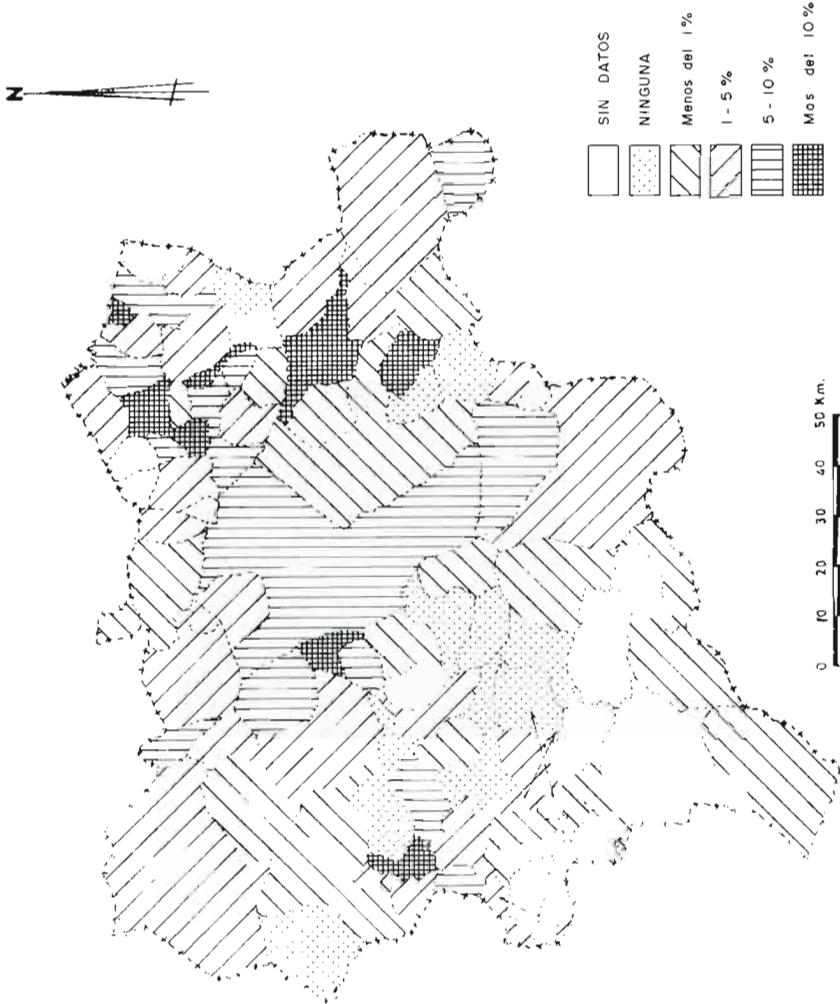 N
SIN DATOS
NINGUNA
Menos del 1%
1-5%
5-10%
Mas del 10%
0 10 20 30 40 50 Km.